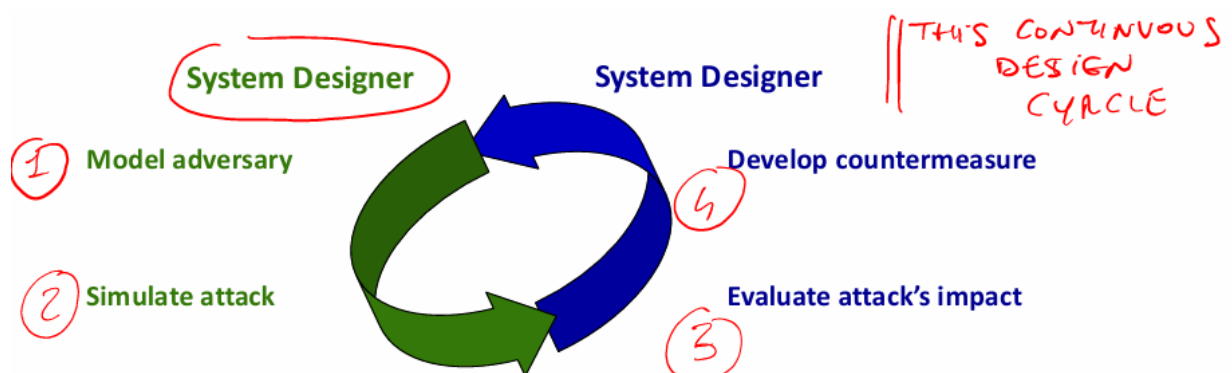 System Designer
System Designer
THIS CONTINUOUS
DESIGN
CYRCLE
1 Model adversary
Develop countermeasure
4
2 Simulate attack
Evaluate attack's impact
3